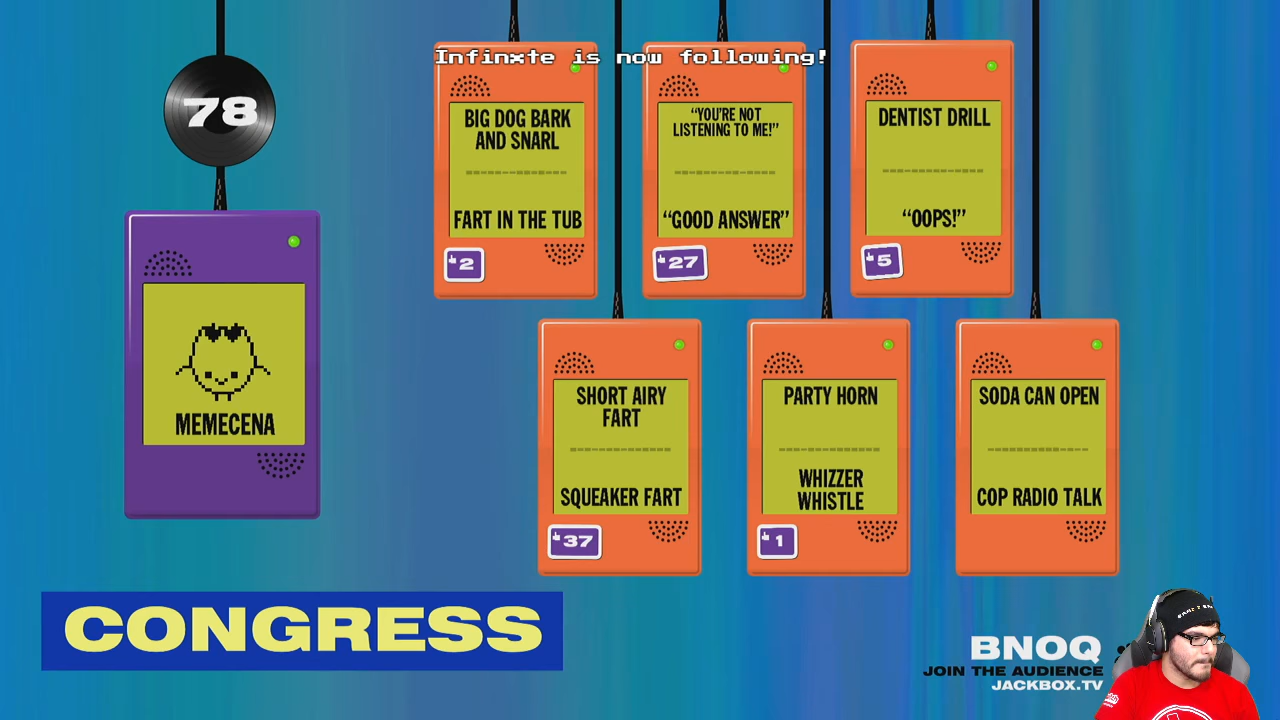 Infinxte is now following!
78
MEMECENA
BIG DOG BARK
AND SNARL
FART IN THE TUB
2
“YOU’RE NOT
LISTENING TO ME!”
“GOOD ANSWER”
27
DENTIST DRILL
“OOPS!”
5
SHORT AIRY
FART
SQUEAKER FART
37
PARTY HORN
WHIZZER
WHISTLE
1
SODA CAN OPEN
COP RADIO TALK
CONGRESS
BNOQ
JOIN THE AUDIENCE
JACKBOX.TV